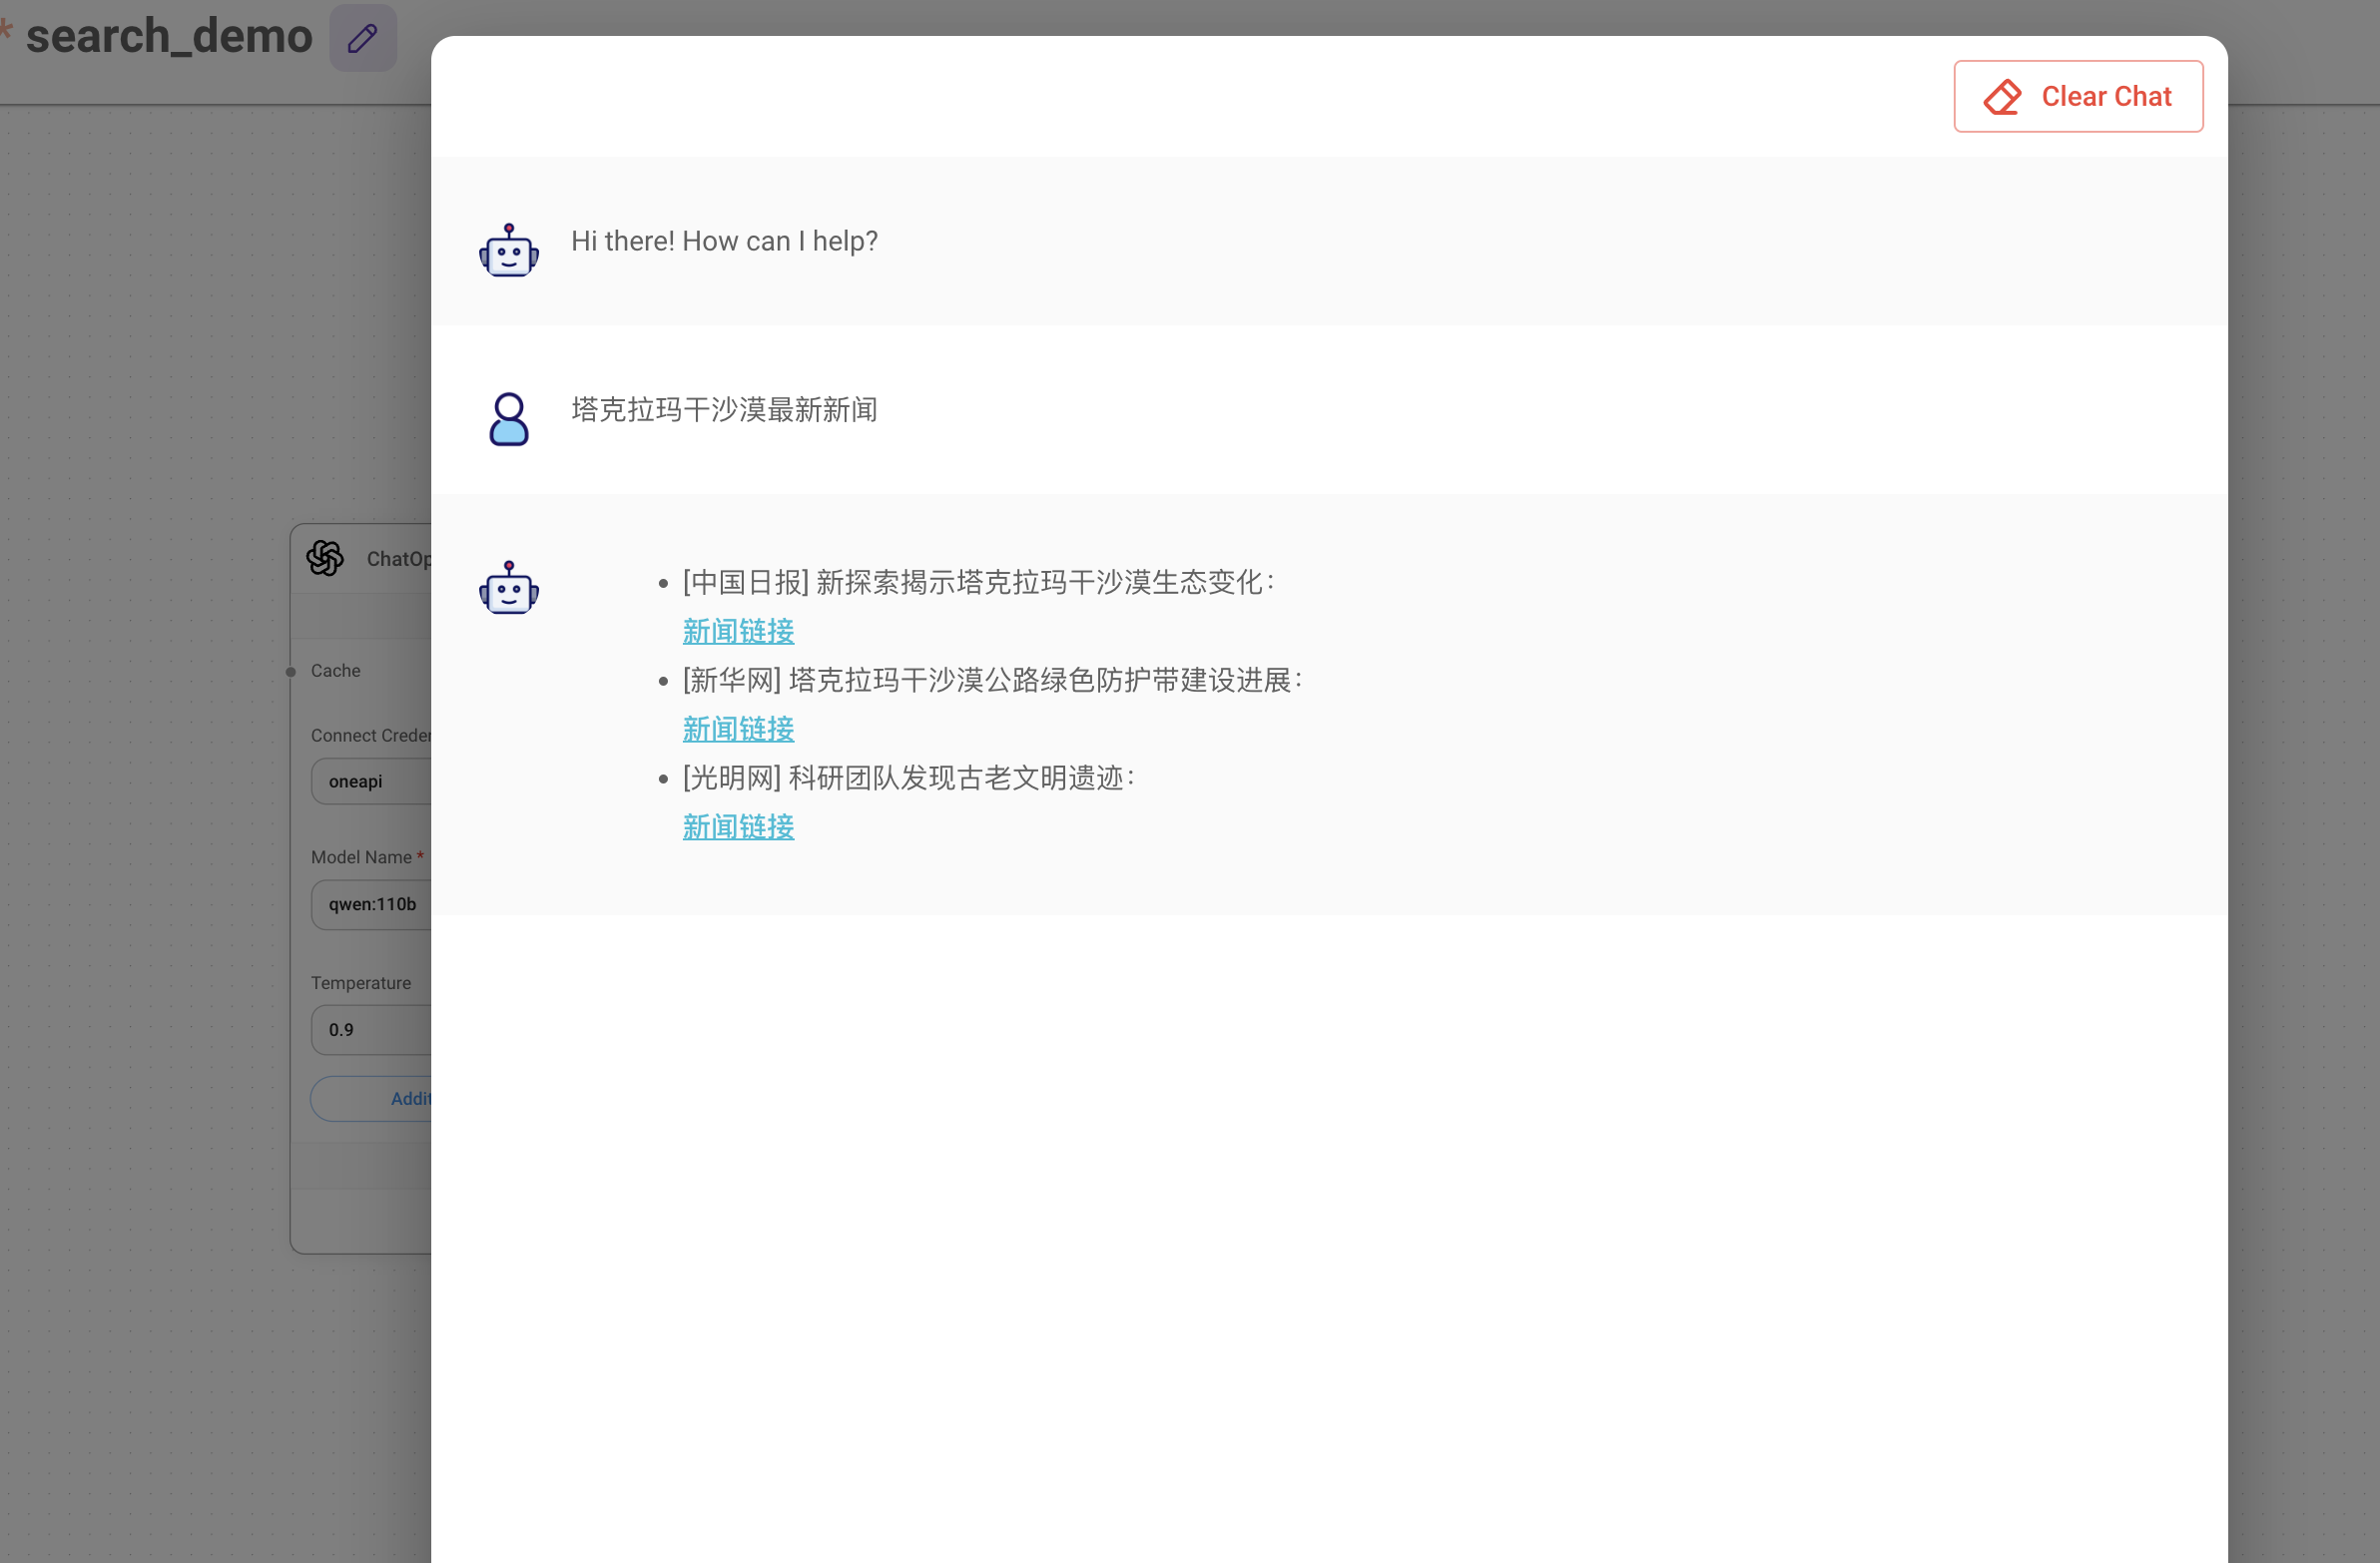 * search_demo
Clear Chat
Hi there! How can I help?
塔克拉玛干沙漠最新新闻
• [中国日报] 新探索揭示塔克拉玛干沙漠生态变化：
新闻链接
• [新华网] 塔克拉玛干沙漠公路绿色防护带建设进展：
新闻链接
• [光明网] 科研团队发现古老文明遗迹：
新闻链接
ChatOp
Cache
Connect Creder
oneapi
Model Name *
qwen:110b
Temperature
0.9
Addit